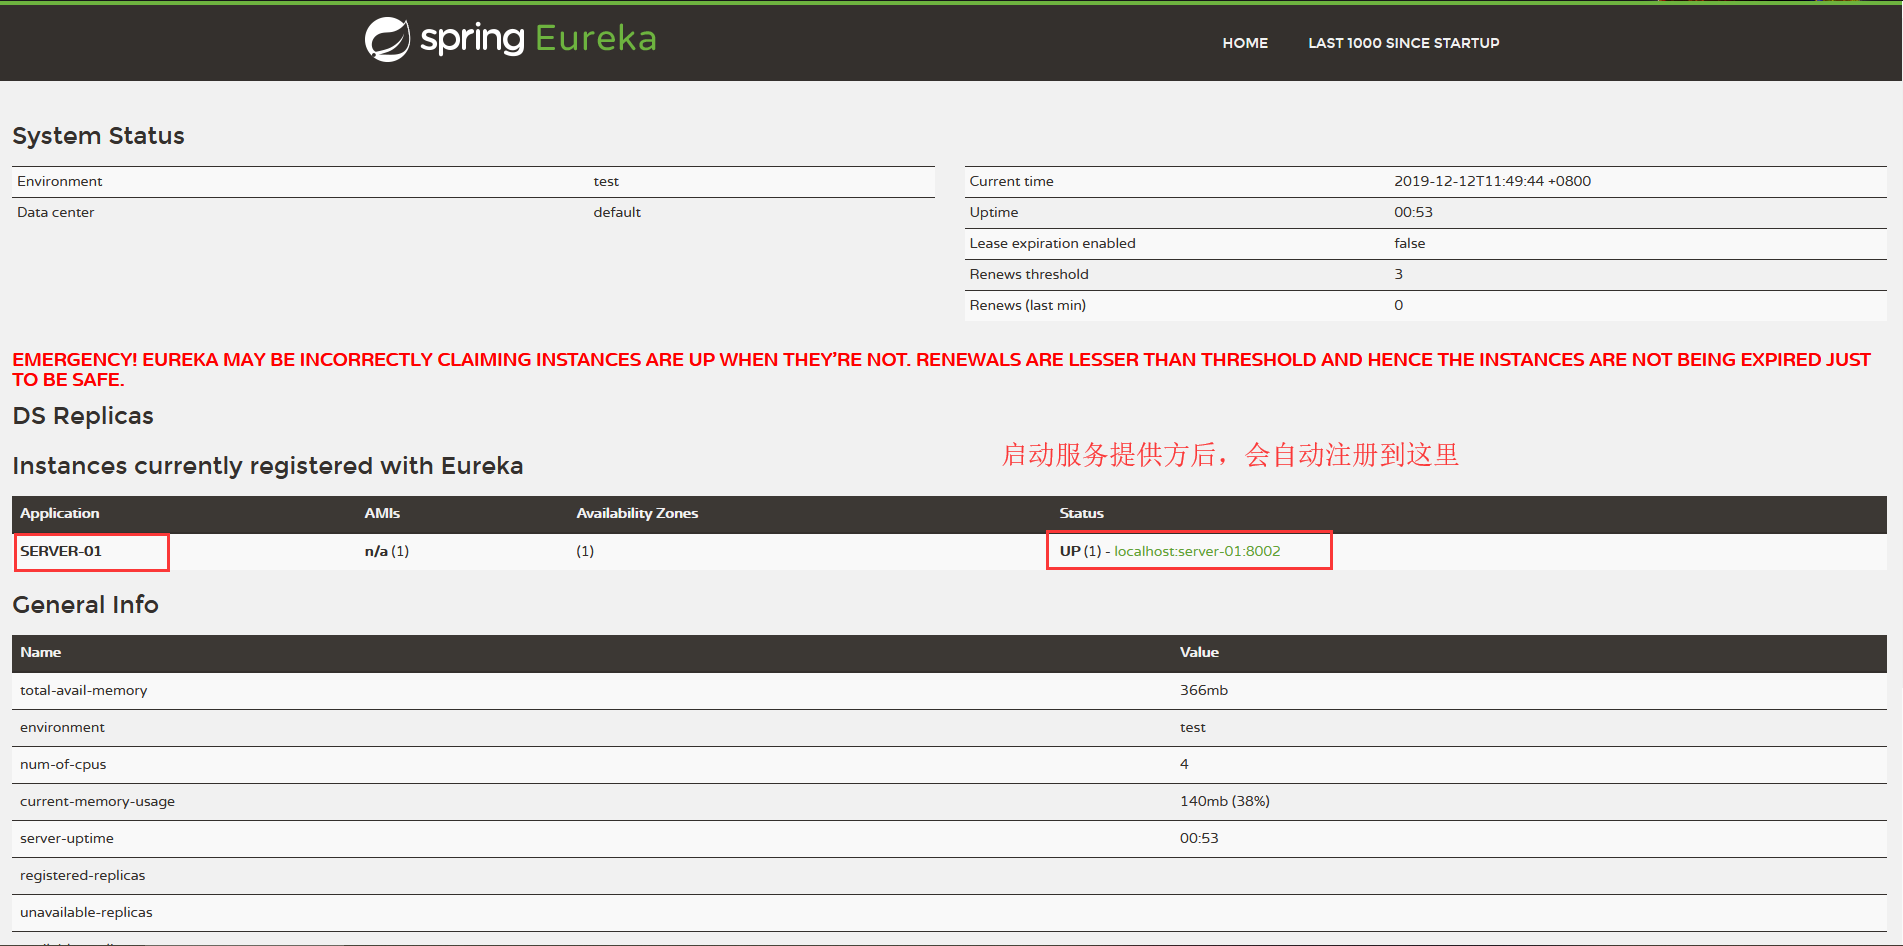 spring Eureka
HOME LAST 1000 SINCE STARTUP
System Status
Environment test
Data center default
Current time 2019-12-12T11:49:44 +0800
Uptime 00:53
Lease expiration enabled false
Renews threshold 3
Renews (last min) 0
EMERGENCY! EUREKA MAY BE INCORRECTLY CLAIMING INSTANCES ARE UP WHEN THEY'RE NOT. RENEWALS ARE LESSER THAN THRESHOLD AND HENCE THE INSTANCES ARE NOT BEING EXPIRED JUST
TO BE SAFE.
DS Replicas
启动服务提供方后，会自动注册到这里
Instances currently registered with Eureka
Application AMIs Availability Zones Status
SERVER-01 n/a (1) (1) UP (1) - localhost:server-01:8002
General Info
Name Value
total-avail-memory 366mb
environment test
num-of-cpus 4
current-memory-usage 140mb (38%)
server-uptime 00:53
registered-replicas
unavailable-replicas